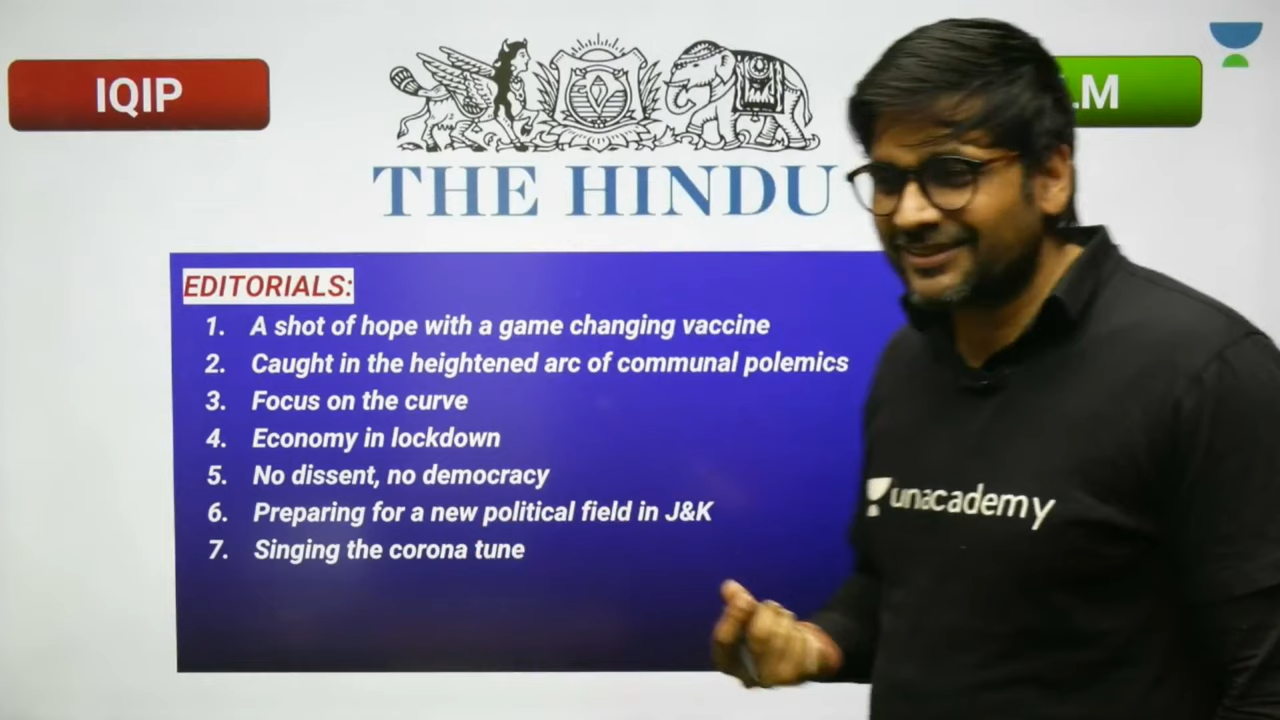 IQIP
THE HINDU
.M
EDITORIALS:
1. A shot of hope with a game changing vaccine
2. Caught in the heightened arc of communal polemics
3. Focus on the curve
4. Economy in lockdown
5. No dissent, no democracy
6. Preparing for a new political field in J&K
7. Singing the corona tune
unacademy